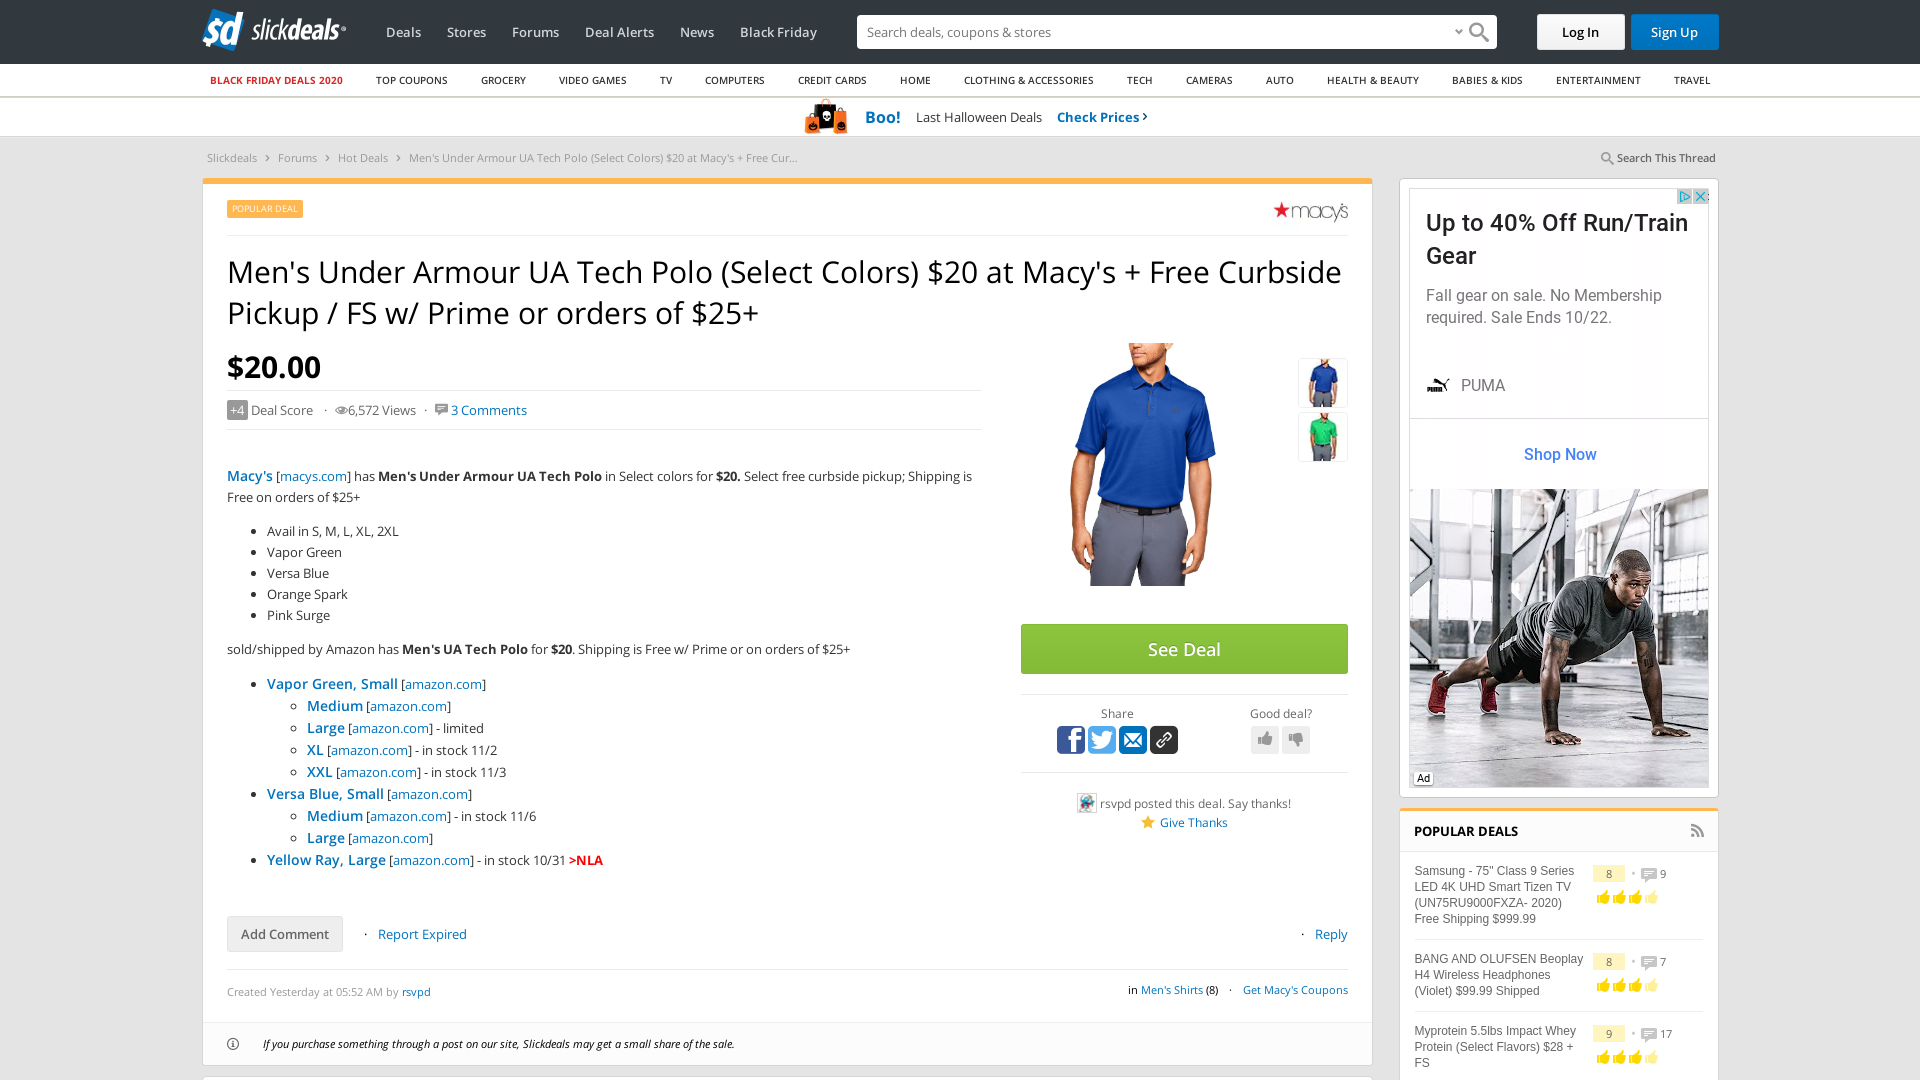 slickdeals
Deals
Stores
Forums
Deal Alerts
News
Black Friday
Search deals, coupons & stores
Log In
Sign Up
BLACK FRIDAY DEALS 2020
TOP COUPONS
GROCERY
VIDEO GAMES
TV
COMPUTERS
CREDIT CARDS
HOME
CLOTHING & ACCESSORIES
TECH
CAMERAS
AUTO
HEALTH & BEAUTY
BABIES & KIDS
ENTERTAINMENT
TRAVEL
Boo! Last Halloween Deals Check Prices ›
Slickdeals › Forums › Hot Deals › Men's Under Armour UA Tech Polo (Select Colors) $20 at Macy's + Free Cur...
Search This Thread
POPULAR DEAL
macy's
Men's Under Armour UA Tech Polo (Select Colors) $20 at Macy's + Free Curbside
Pickup / FS w/ Prime or orders of $25+
$20.00
+4 Deal Score · 6,572 Views · 3 Comments
Macy's [macys.com] has Men's Under Armour UA Tech Polo in Select colors for $20. Select free curbside pickup; Shipping is
Free on orders of $25+
Avail in S, M, L, XL, 2XL
Vapor Green
Versa Blue
Orange Spark
Pink Surge
sold/shipped by Amazon has Men's UA Tech Polo for $20. Shipping is Free w/ Prime or on orders of $25+
Vapor Green, Small [amazon.com]
Medium [amazon.com]
Large [amazon.com] - limited
XL [amazon.com] - in stock 11/2
XXL [amazon.com] - in stock 11/3
Versa Blue, Small [amazon.com]
Medium [amazon.com] - in stock 11/6
Large [amazon.com]
Yellow Ray, Large [amazon.com] - in stock 10/31 >NLA
See Deal
Share
Good deal?
rsvpd posted this deal. Say thanks!
Give Thanks
Add Comment · Report Expired
· Reply
Created Yesterday at 05:52 AM by rsvpd
in Men's Shirts (8) · Get Macy's Coupons
If you purchase something through a post on our site, Slickdeals may get a small share of the sale.
Up to 40% Off Run/Train
Gear
Fall gear on sale. No Membership
required. Sale Ends 10/22.
PUMA
Shop Now
Ad
POPULAR DEALS
Samsung - 75" Class 9 Series
LED 4K UHD Smart Tizen TV
(UN75RU9000FXZA- 2020)
Free Shipping $999.99
8 • 9
BANG AND OLUFSEN Beoplay
H4 Wireless Headphones
(Violet) $99.99 Shipped
8 • 7
Myprotein 5.5lbs Impact Whey
Protein (Select Flavors) $28 +
FS
9 • 17